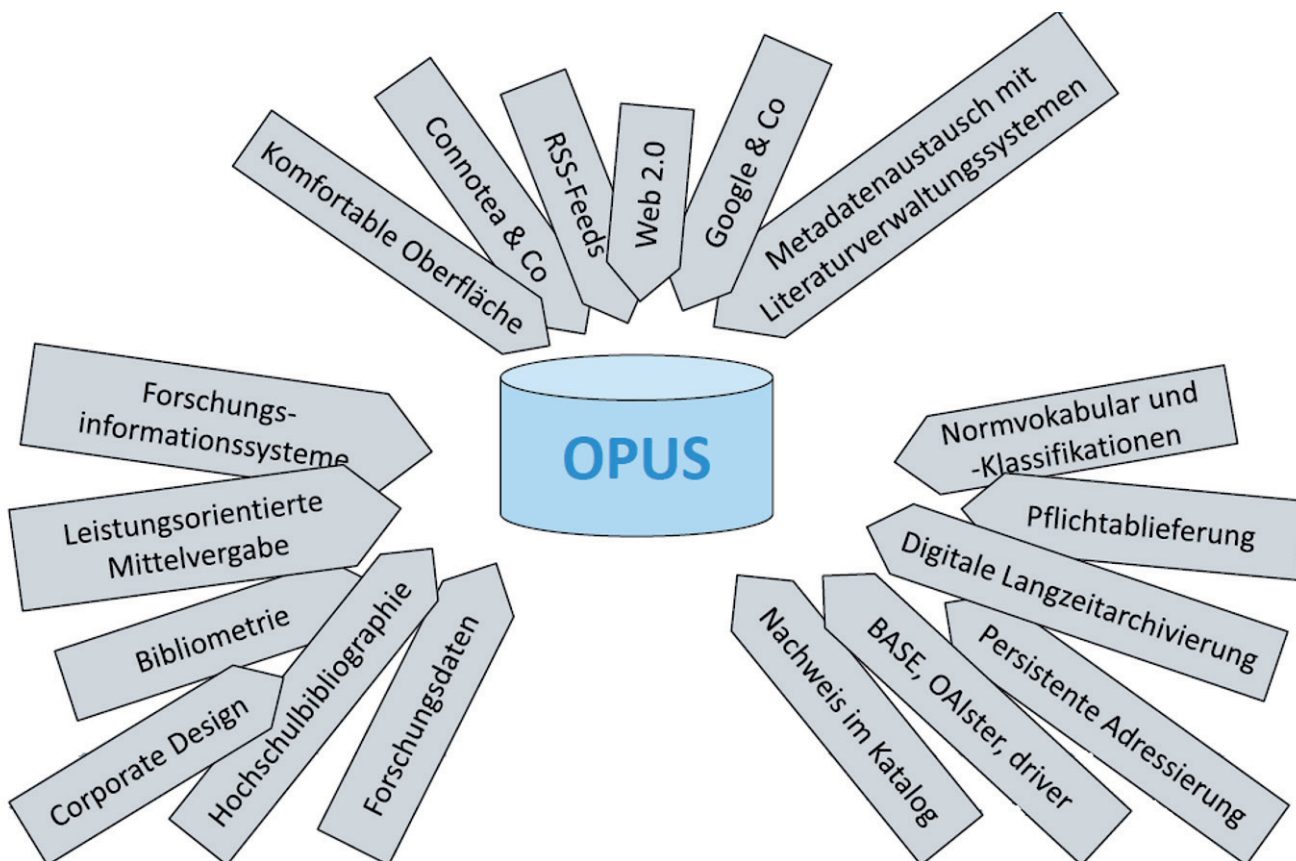 Komfortable Oberfläche
Connotea & Co
RSS-Feeds
Web 2.0
Google & Co
Metadatenaustausch mit
Literaturverwaltungssystemen
Forschungs-
informationssysteme
Leistungsorientierte
Mittelvergabe
Bibliometrie
Corporate Design
Hochschulbibliographie
Forschungsdaten
OPUS
Normvokabular und
-Klassifikationen
Pflichtablieferung
Digitale Langzeitarchivierung
Persistente Adressierung
BASE, OAIster, driver
Nachweis im Katalog